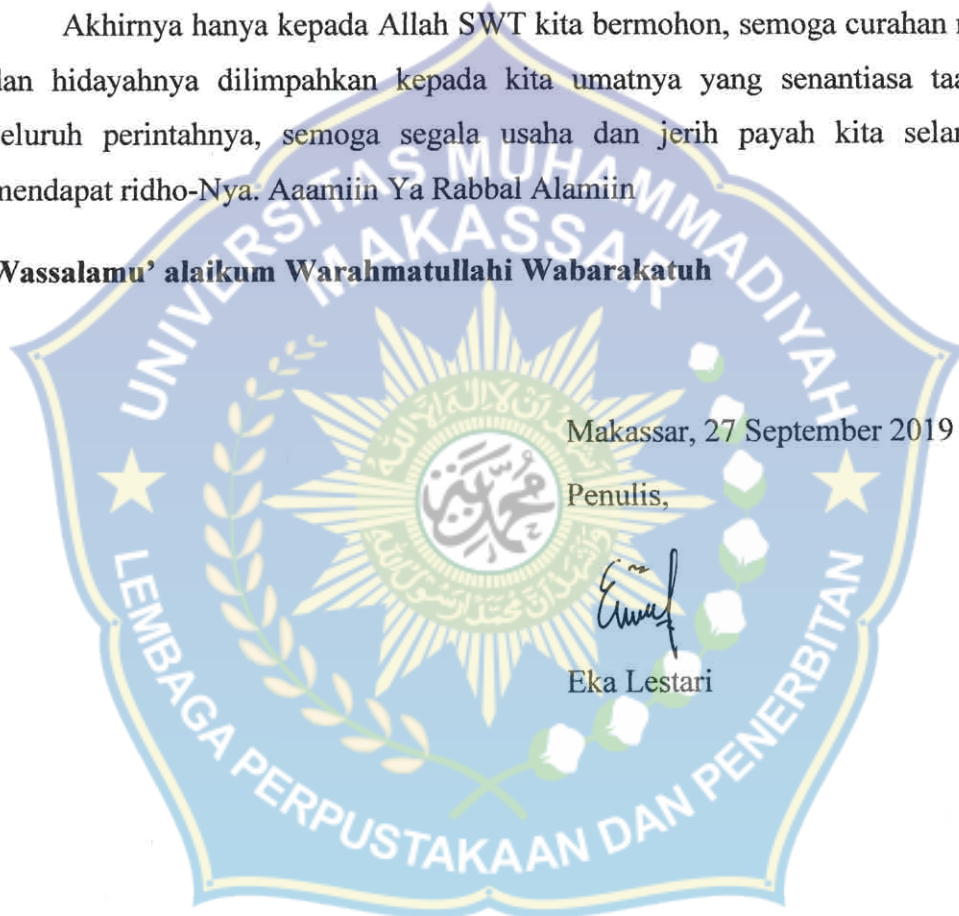 Akhirnya hanya kepada Allah SWT kita bermohon, semoga curahan
dan hidayahnya dilimpahkan kepada kita umatnya yang senantiasa
seluruh perintahnya, semoga segala usaha dan jerih payah kita
mendapat ridho-Nya. Aaamiin Ya Rabbal Alamiin
Wassalamu’ alaikum Warahmatullahi Wabarakatuh
UNIVERSITAS MUHAMMADIYAH
MAKASSAR
Makassar, 27 September 2019
Penulis,
Eka Lestari
LEMBAGA PERPUSTAKAAN DAN PENERBITAN